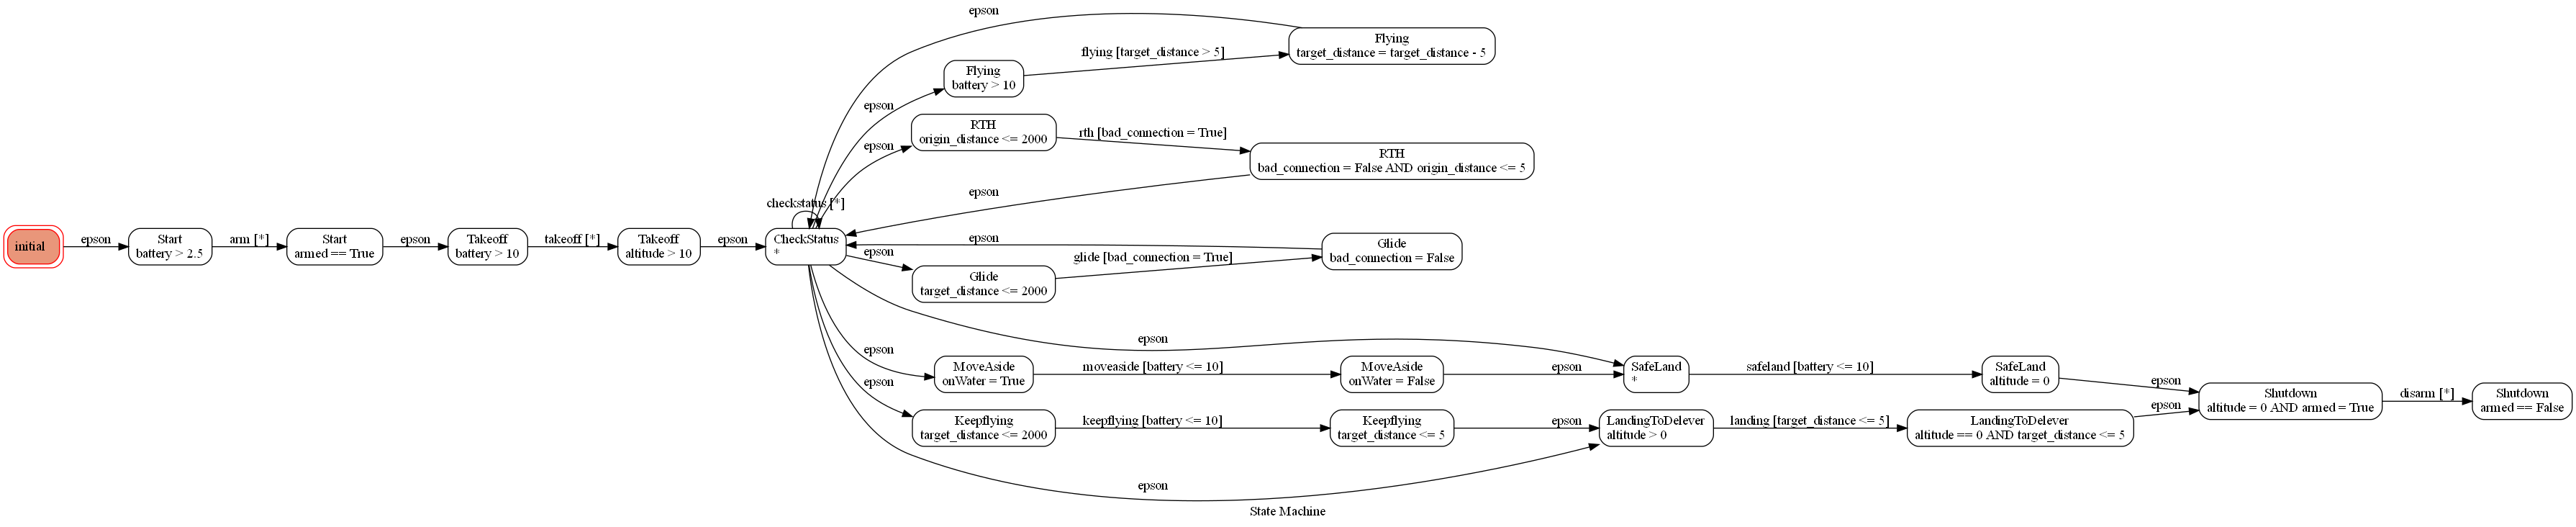 epson
Flying
target_distance = target_distance - 5
flying [target_distance > 5]
Flying
battery > 10
epson
RTH
origin_distance <= 2000
rth [bad_connection = True]
epson
RTH
bad_connection = False AND origin_distance <= 5
epson
checkstatus [*]
initial
epson
Start
battery > 2.5
arm [*]
Start
armed == True
epson
Takeoff
battery > 10
takeoff [*]
Takeoff
altitude > 10
epson
CheckStatus
*
epson
Glide
bad_connection = False
epson
glide [bad_connection = True]
Glide
target_distance <= 2000
epson
epson
MoveAside
onWater = True
moveaside [battery <= 10]
MoveAside
onWater = False
epson
SafeLand
*
safeland [battery <= 10]
SafeLand
altitude = 0
epson
epson
Keepflying
target_distance <= 2000
keepflying [battery <= 10]
Keepflying
target_distance <= 5
epson
LandingToDelever
altitude > 0
landing [target_distance <= 5]
LandingToDelever
altitude == 0 AND target_distance <= 5
epson
Shutdown
altitude = 0 AND armed = True
disarm [*]
Shutdown
armed == False
epson
State Machine